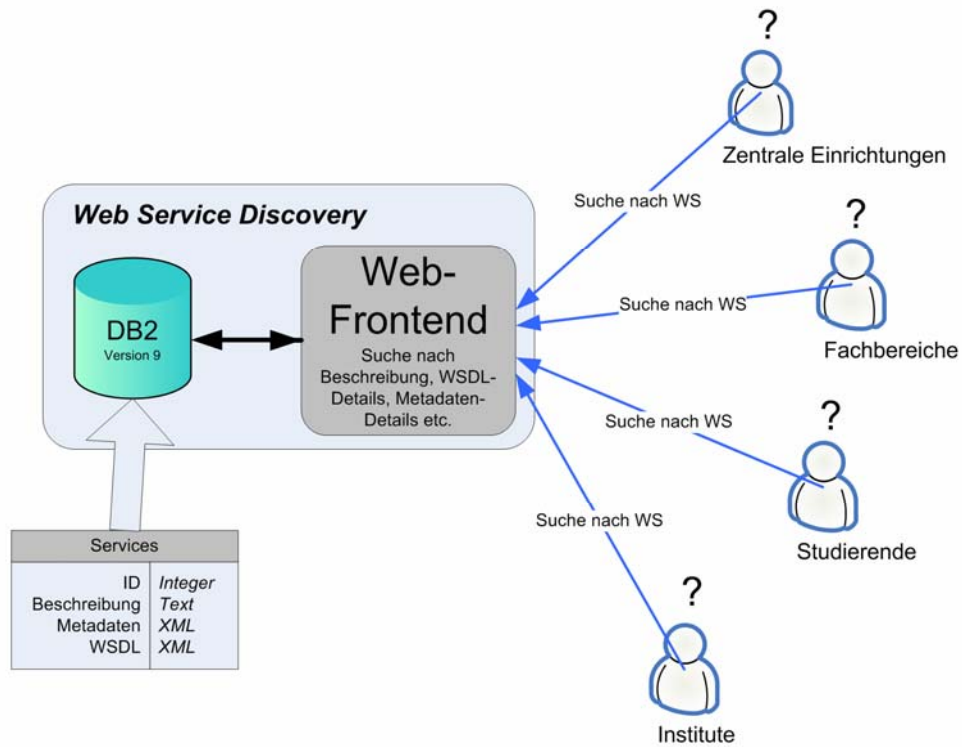 ?
Zentrale Einrichtungen
Suche nach WS
Web Service Discovery
?
Web-
Frontend
Suche nach
Beschreibung, WSDL-
Details, Metadaten-
Details etc.
DB2
Version 9
Suche nach WS
Fachbereiche
?
Suche nach WS
Studierende
Suche nach WS
Services
ID Integer
Beschreibung Text
Metadaten XML
WSDL XML
?
Institute